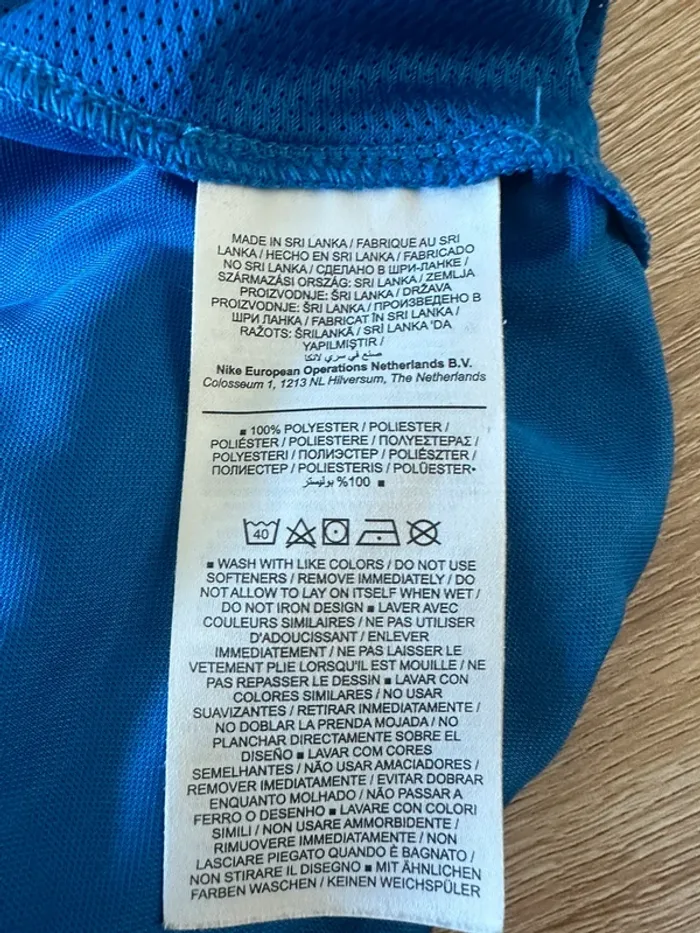 MADE IN SRI LANKA / FABRIQUE AU SRI
LANKA / HECHO EN SRI LANKA / FABRICADO
NO SRI LANKA / СДЕЛАНО В ШРИ-ЛАНКЕ /
SZÁRMAZÁSI ORSZÁG: SRI LANKA / ZEMLJA
PROIZVODNJE: ŠRI LANKA / DRŽAVA
PROIZVODNJE: ŠRI LANKA / ПРОИЗВЕДЕНО В
ШРИ ЛАНКА / FABRICAT ÎN SRI LANKA /
RAŽOTS: ŠRILANKĀ / SRİ LANKA 'DA
YAPILMIŞTIR /
صنع في سري لانكا
Nike European Operations Netherlands B.V.
Colosseum 1, 1213 NL Hilversum, The Netherlands
■ 100% POLYESTER / POLIESTER /
POLIÉSTER / POLIESTERE / ΠΟΛΥΕΣΤΕΡΑΣ /
POLYESTERI / ПОЛИЭСТЕР / POLIÉSZTER /
ПОЛИЕСТЕР / POLIESTERIS / POLÜESTER
100% بوليستر ■
40
■ WASH WITH LIKE COLORS / DO NOT USE
SOFTENERS / REMOVE IMMEDIATELY / DO
NOT ALLOW TO LAY ON ITSELF WHEN WET /
DO NOT IRON DESIGN ■ LAVER AVEC
COULEURS SIMILAIRES / NE PAS UTILISER
D'ADOUCISSANT / ENLEVER
IMMEDIATEMENT / NE PAS LAISSER LE
VETEMENT PLIE LORSQU'IL EST MOUILLE / NE
PAS REPASSER LE DESSIN ■ LAVAR CON
COLORES SIMILARES / NO USAR
SUAVIZANTES / RETIRAR INMEDIATAMENTE /
NO DOBLAR LA PRENDA MOJADA / NO
PLANCHAR DIRECTAMENTE SOBRE EL
DISEÑO ■ LAVAR COM CORES
SEMELHANTES / NÃO USAR AMACIADORES /
REMOVER IMEDIATAMENTE / EVITAR DOBRAR
ENQUANTO MOLHADO / NÃO PASSAR A
FERRO O DESENHO ■ LAVARE CON COLORI
SIMILI / NON USARE AMMORBIDENTE /
RIMUOVERE IMMEDIATAMENTE / NON
LASCIARE PIEGATO QUANDO È BAGNATO /
NON STIRARE IL DISEGNO ■ MIT ÄHNLICHEN
FARBEN WASCHEN / KEINEN WEICHSPÜLER